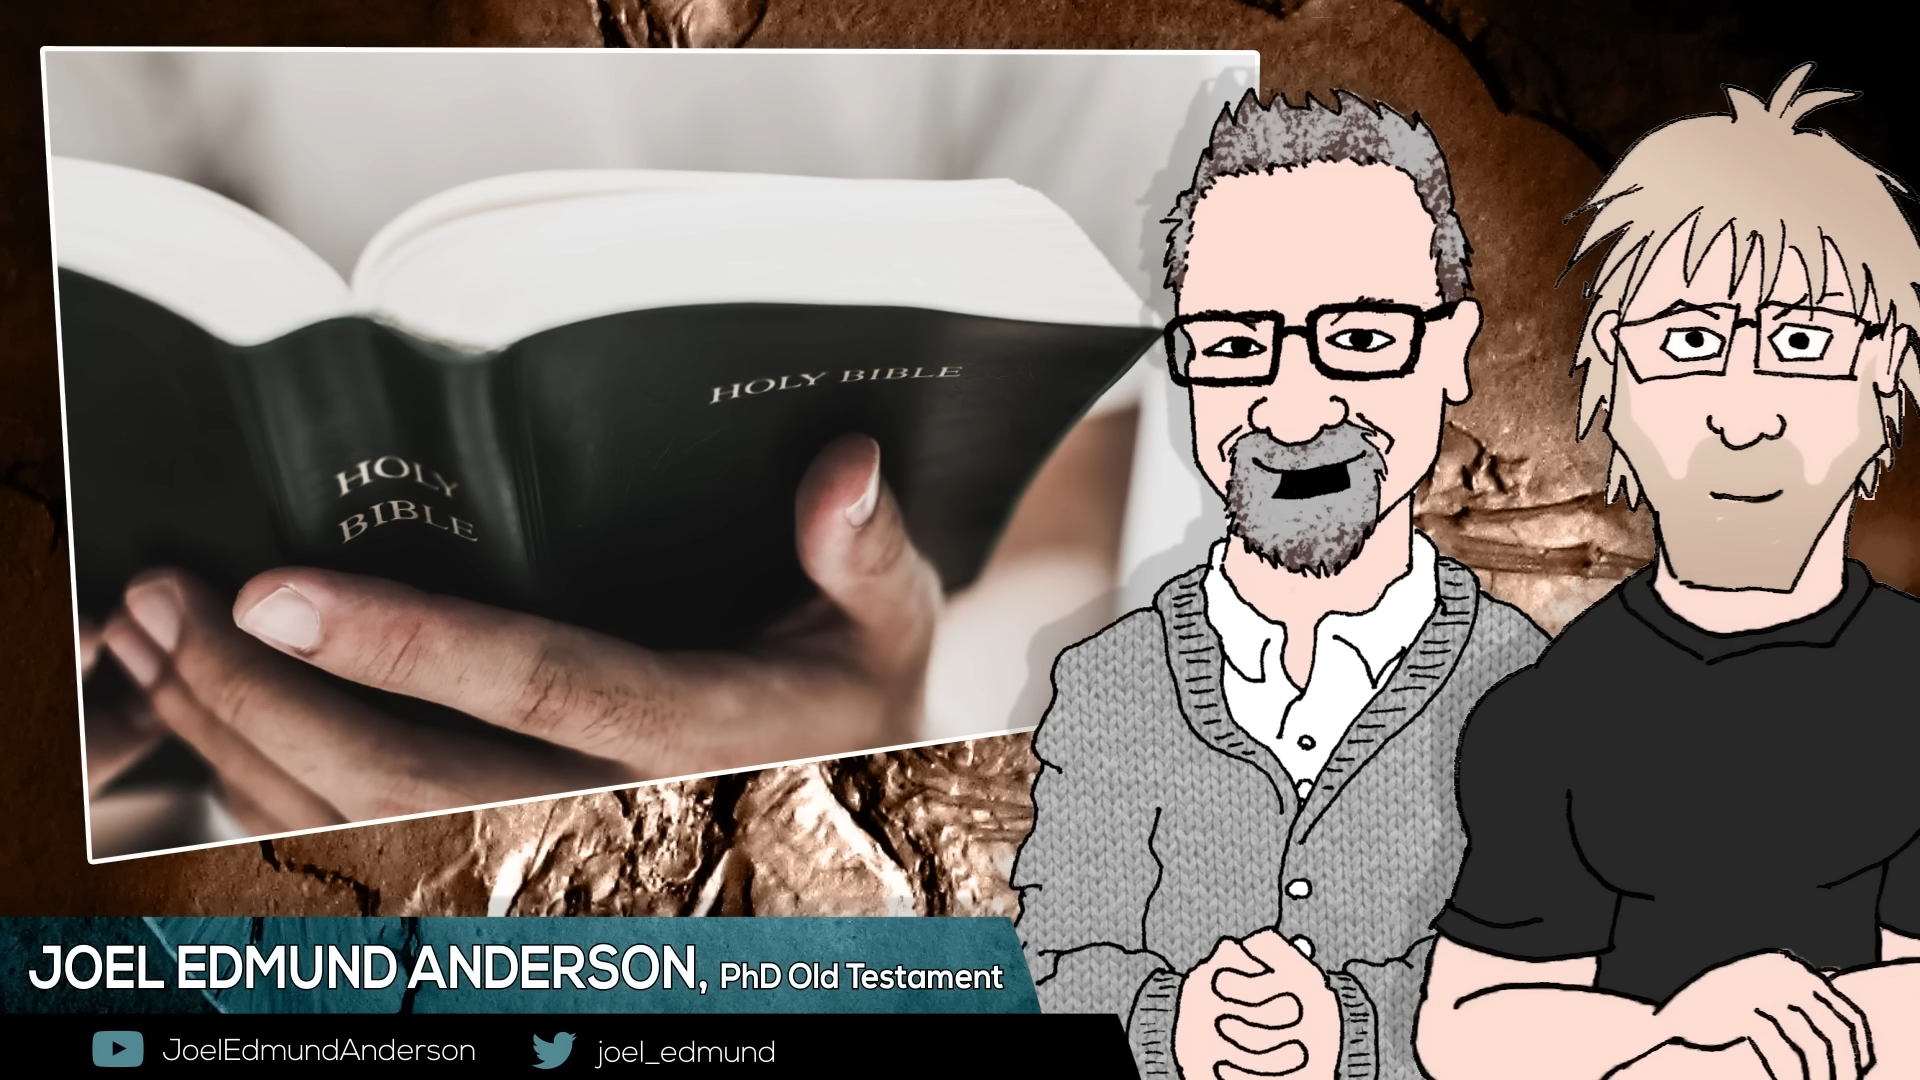 HOLY BIBLE
HOLY
BIBLE
JOEL EDMUND ANDERSON, PhD Old Testament
JoelEdmundAnderson
joel_edmund